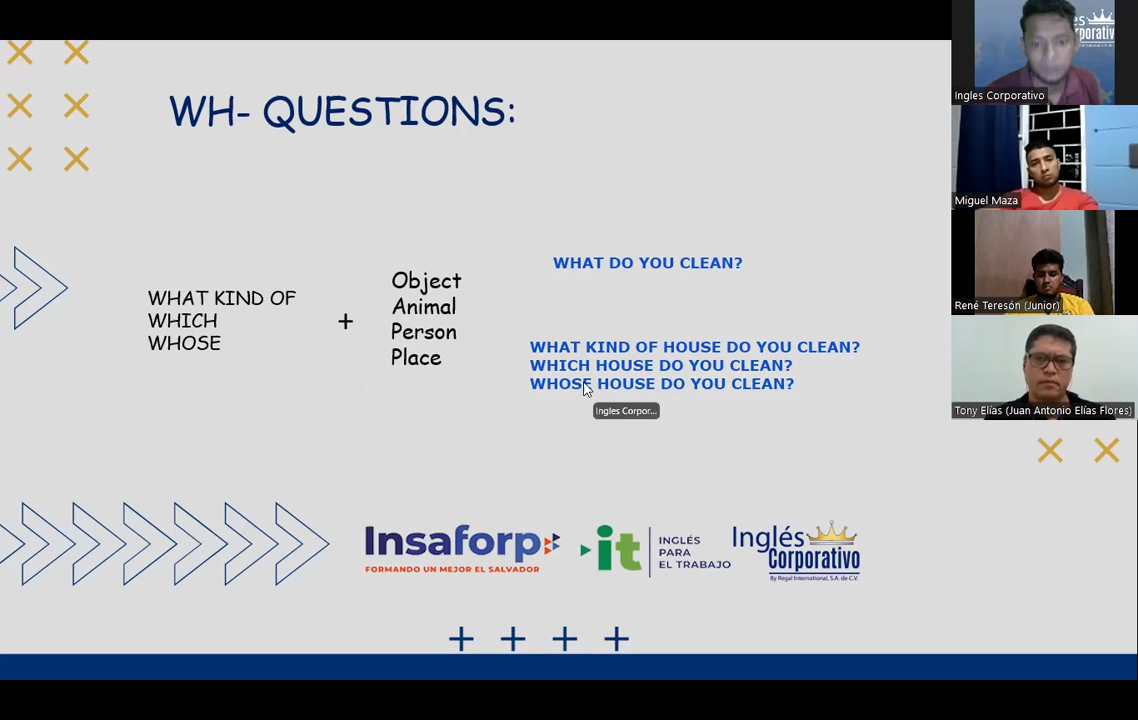 WH- QUESTIONS:
WHAT KIND OF
WHICH
WHOSE
+
Object
Animal
Person
Place
WHAT DO YOU CLEAN?
WHAT KIND OF HOUSE DO YOU CLEAN?
WHICH HOUSE DO YOU CLEAN?
WHOSE HOUSE DO YOU CLEAN?
Ingles Corpor...
Insaforp
FORMANDO UN MEJOR EL SALVADOR
it
INGLÉS
PARA
EL TRABAJO
Inglés
Corporativo
By Regal International, S.A. de C.V.
Ingles Corporativo
Miguel Maza
René Teresón (Junior)
Tony Elías (Juan Antonio Elías Flores)